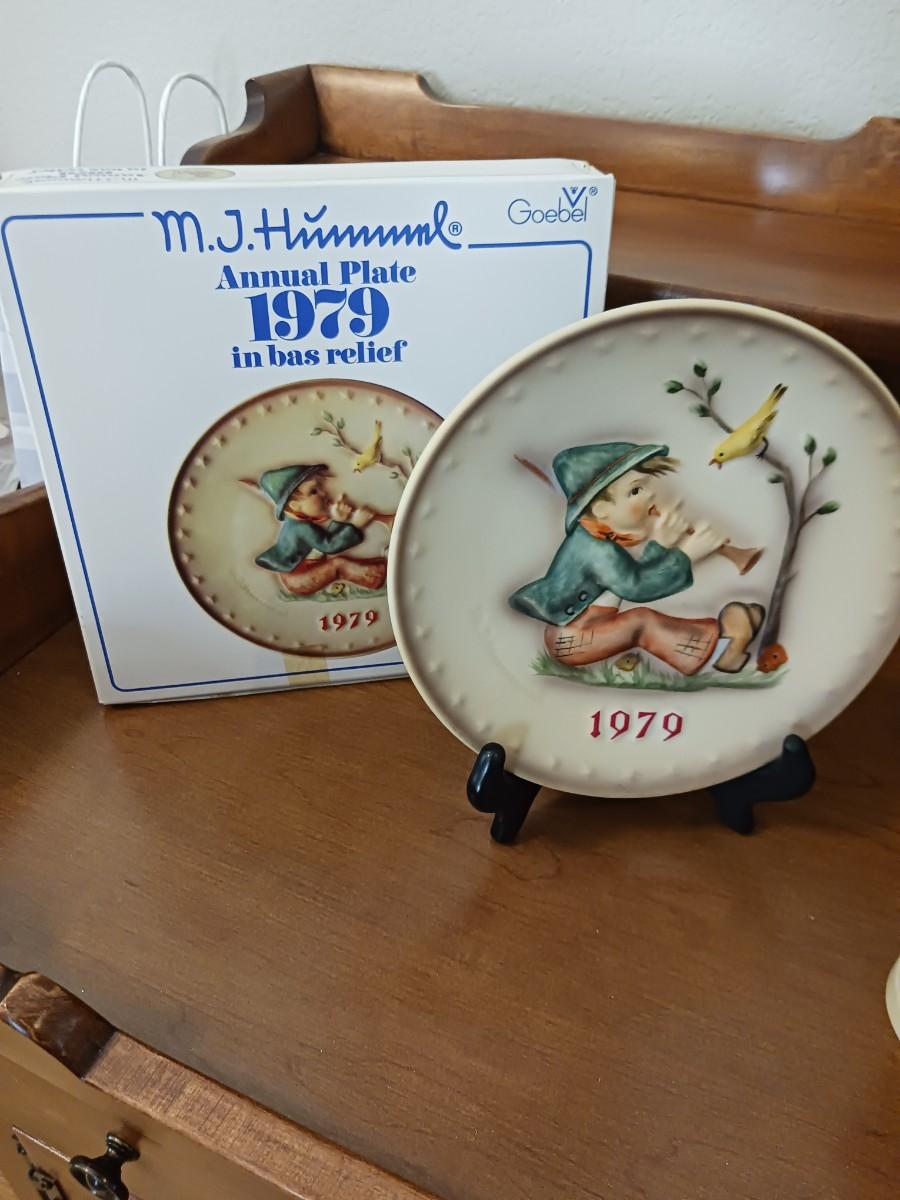 M.J.Hummel®
Goebel®
Annual Plate
1979
in bas relief
1979
1979